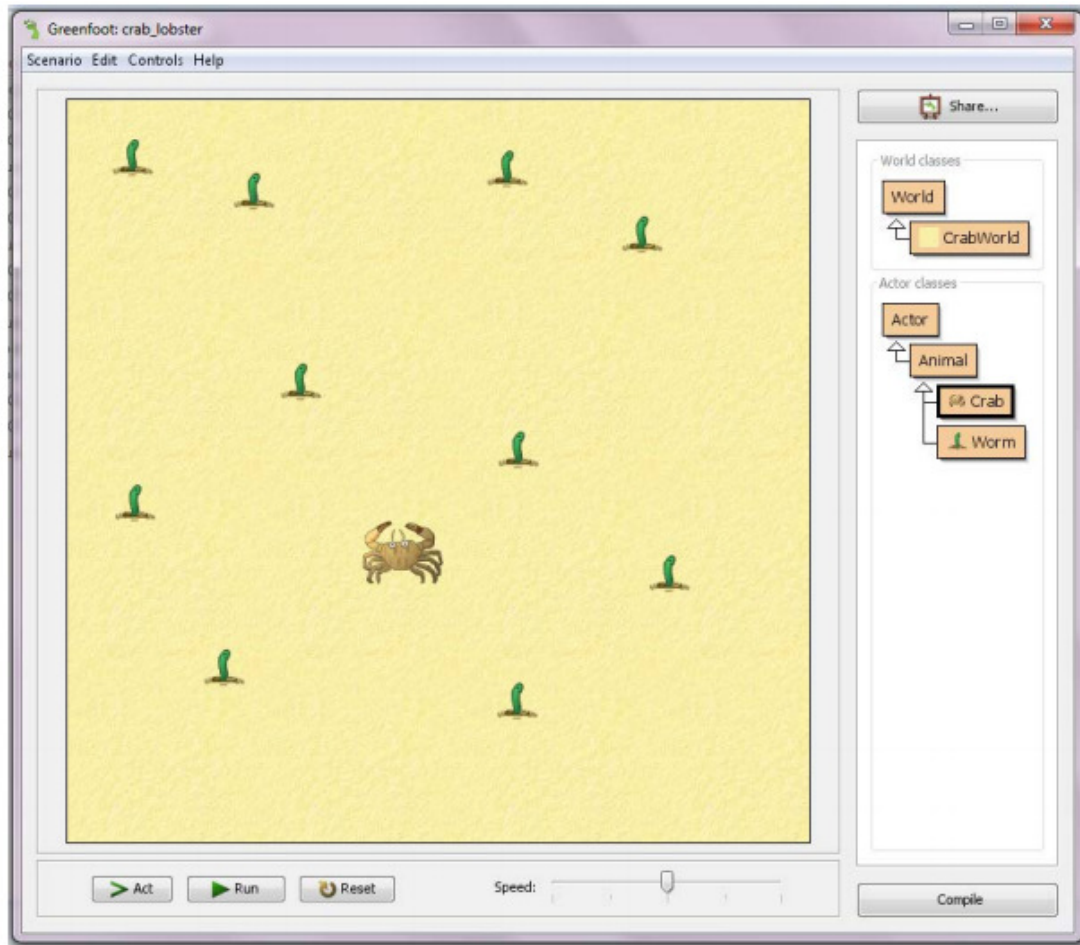 Greenfoot: crab_lobster
Scenario Edit Controls Help
Share...
World classes
World
CrabWorld
Actor classes
Actor
Animal
Crab
Worm
Act
Run
Reset
Speed:
Compile